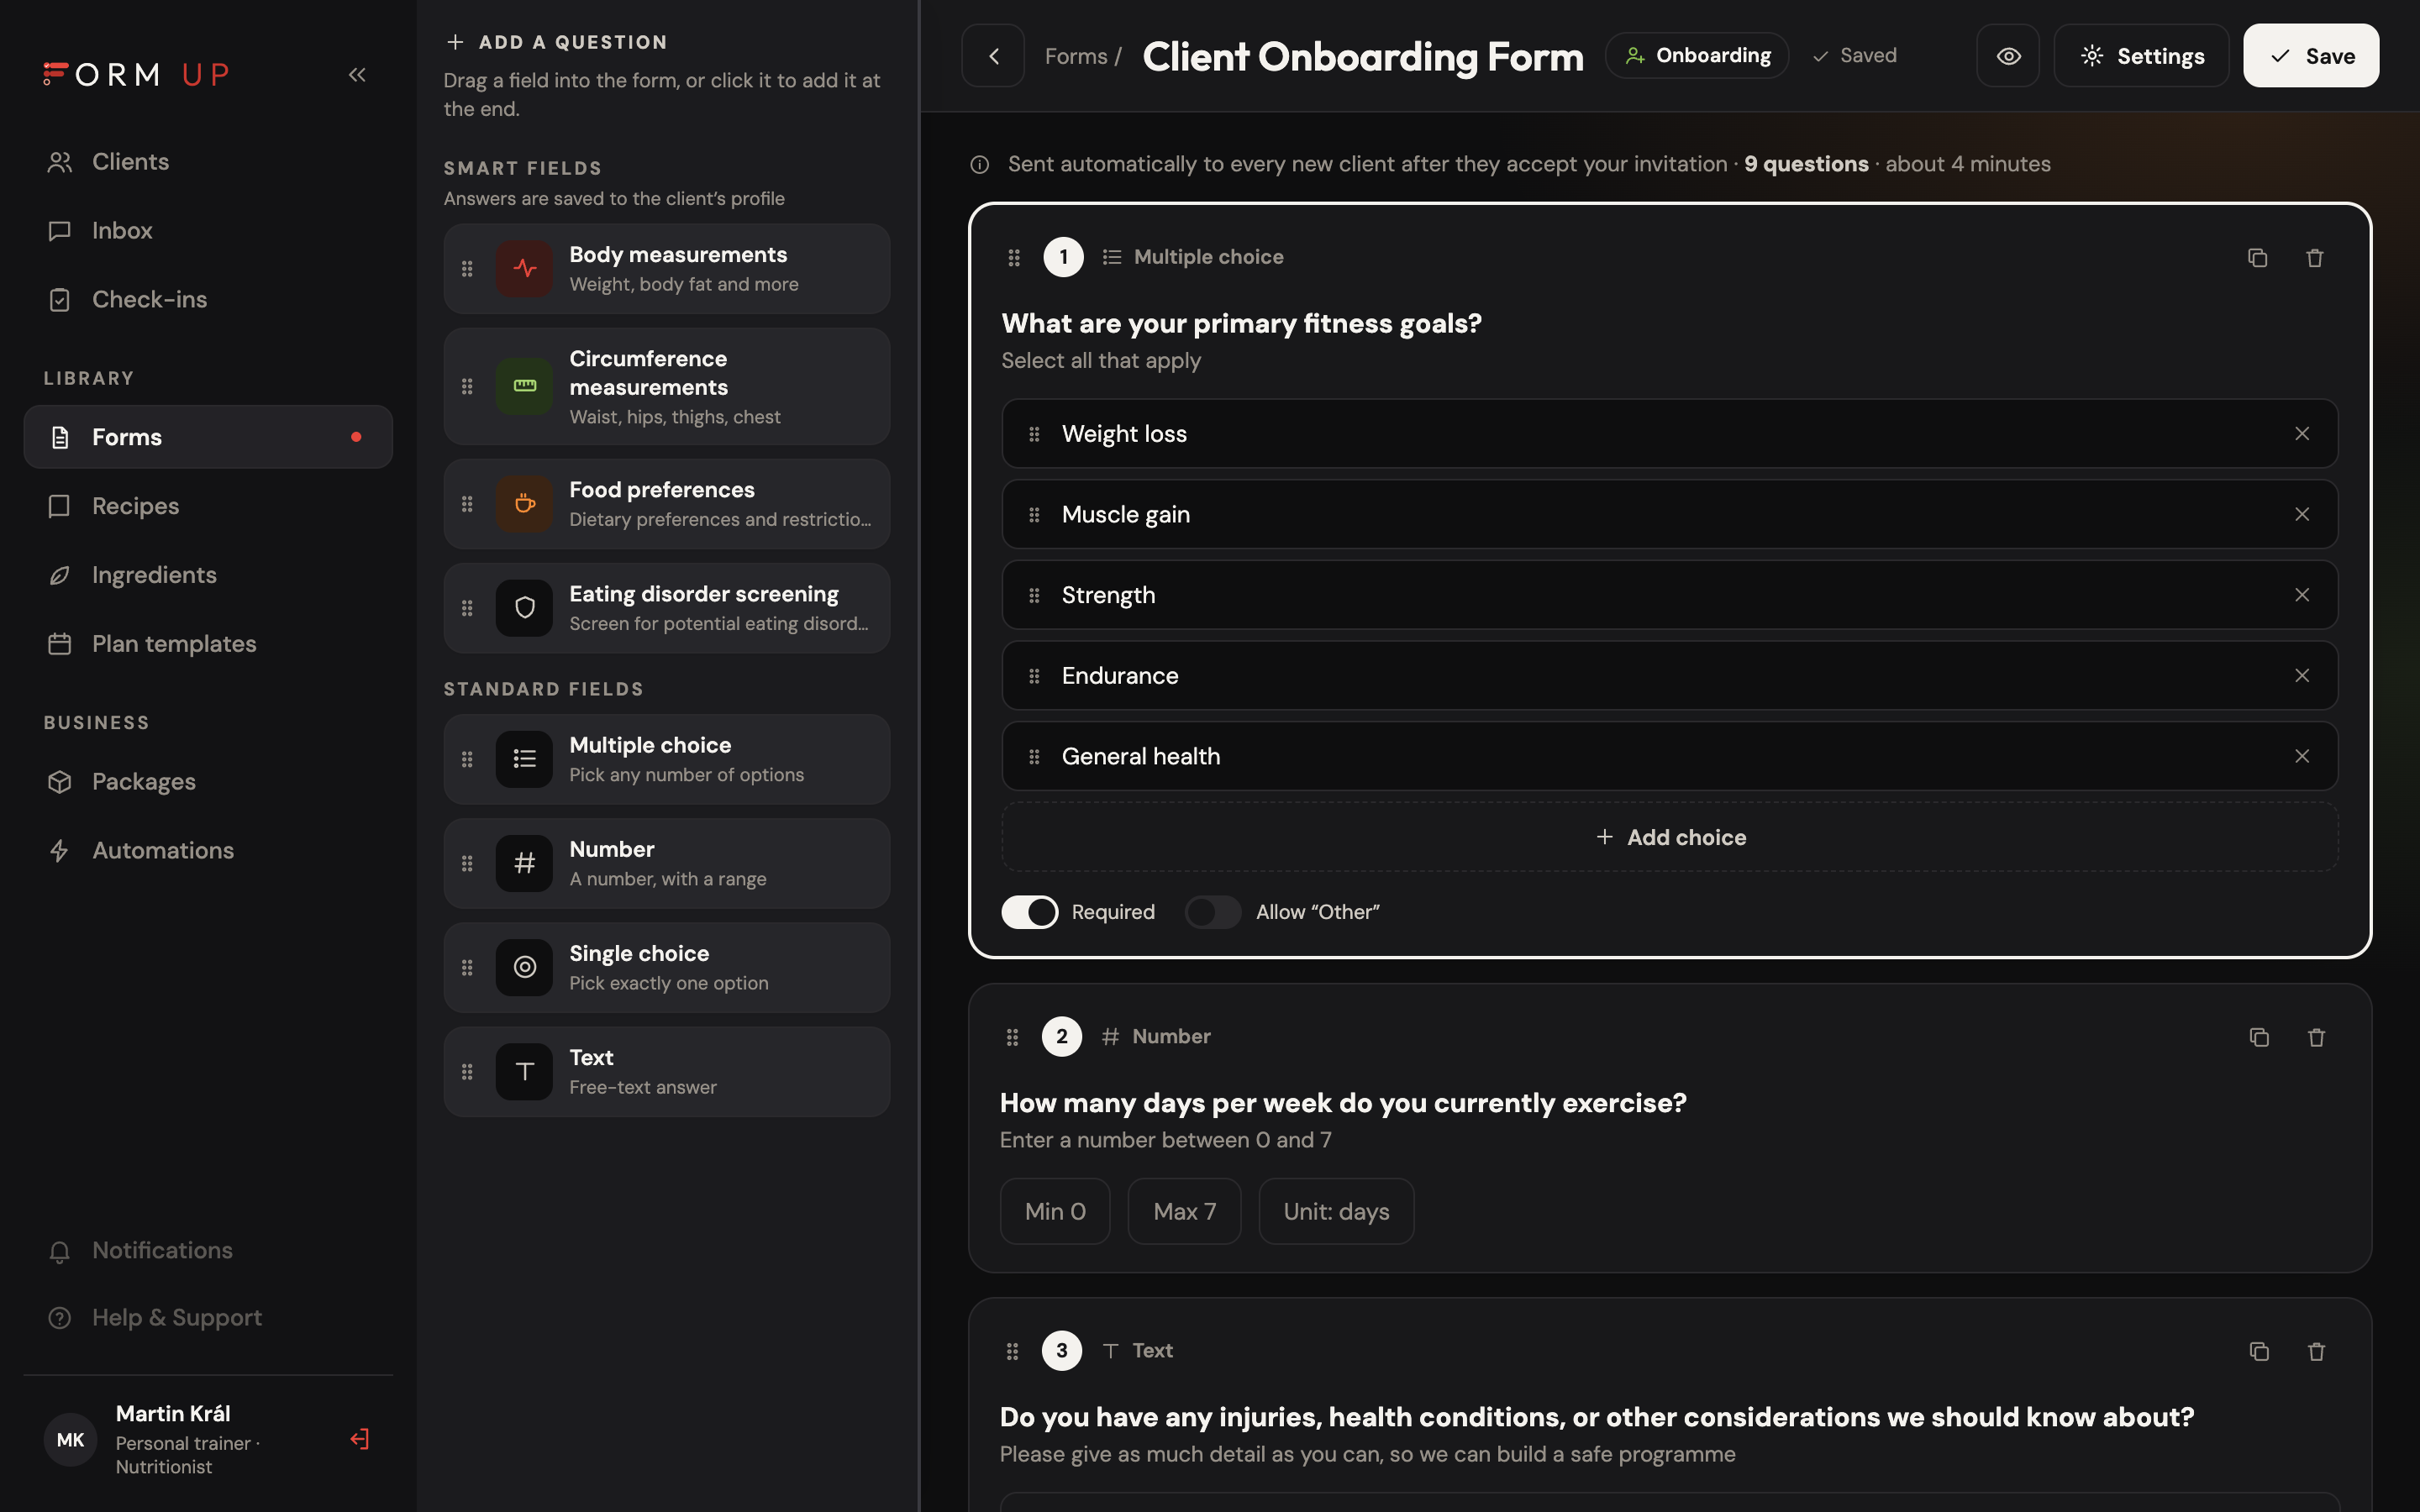 FORM UP
Clients
Inbox
Check-ins
LIBRARY
Forms
Recipes
Ingredients
Plan templates
BUSINESS
Packages
Automations
Notifications
Help & Support
MK
Martin Král
Personal trainer ·
Nutritionist
ADD A QUESTION
Drag a field into the form, or click it to add it at
the end.
SMART FIELDS
Answers are saved to the client’s profile
Body measurements
Weight, body fat and more
Circumference
measurements
Waist, hips, thighs, chest
Food preferences
Dietary preferences and restrictio...
Eating disorder screening
Screen for potential eating disord...
STANDARD FIELDS
Multiple choice
Pick any number of options
Number
A number, with a range
Single choice
Pick exactly one option
Text
Free-text answer
Forms / Client Onboarding Form Onboarding Saved Settings Save
Sent automatically to every new client after they accept your invitation · 9 questions · about 4 minutes
1 Multiple choice
What are your primary fitness goals?
Select all that apply
Weight loss
Muscle gain
Strength
Endurance
General health
Add choice
Required Allow “Other”
2 Number
How many days per week do you currently exercise?
Enter a number between 0 and 7
Min 0 Max 7 Unit: days
3 Text
Do you have any injuries, health conditions, or other considerations we should know about?
Please give as much detail as you can, so we can build a safe programme